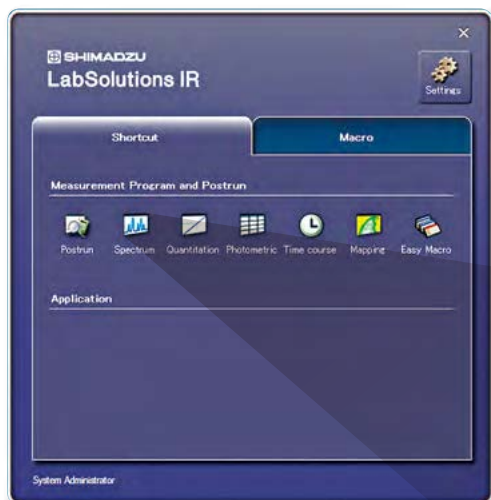 SHIMADZU
LabSolutions IR
Settings
Shortcut Macro
Measurement Program and Postrun
Postrun Spectrum Quantitation Photometric Time course Mapping Easy Macro
Application
System Administrator